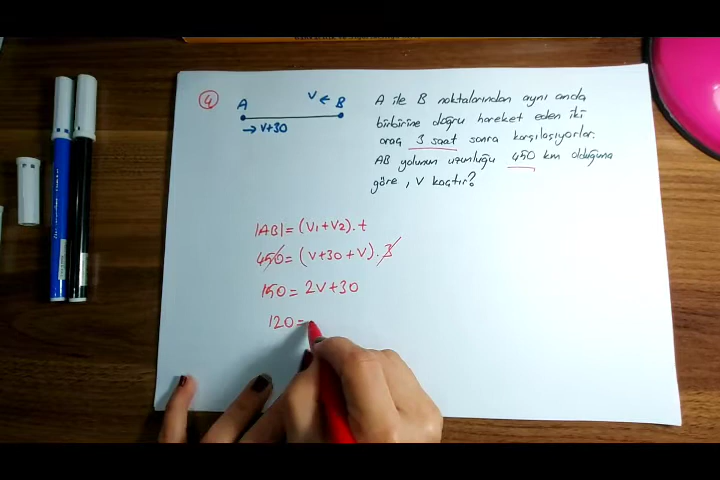 4
A
V ← B
→ V+30
A ile B noktalarından aynı anda
birbirine doğru hareket eden iki
araç 3 saat sonra karşılaşıyorlar.
AB yolunun uzunluğu 450 km olduğuna
göre, V kaçtır?
|AB| = (V₁+V₂).t
450 = (V+30+V).3
150 = 2V+30
120=